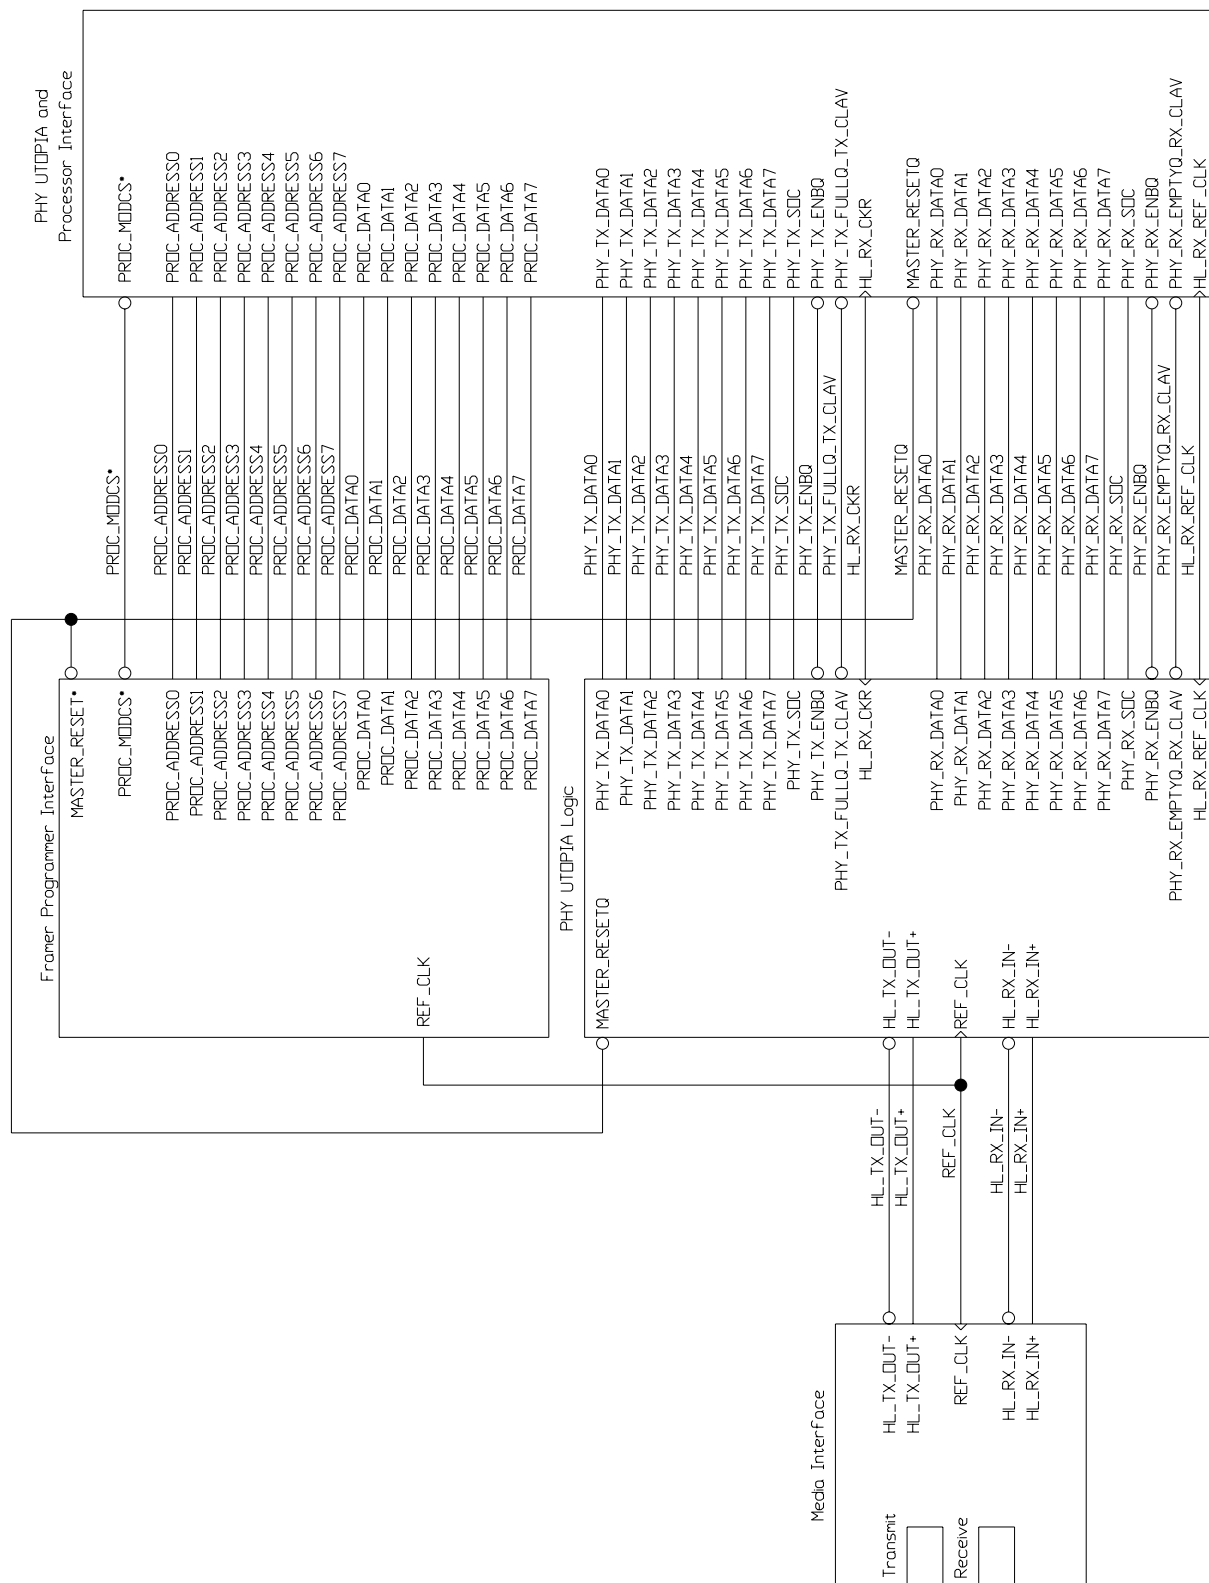 Media Interface
Transmit
Receive
HL_TX_OUT-
HL_TX_OUT+
REF_CLK
HL_RX_IN-
HL_RX_IN+
HL_TX_OUT-
HL_TX_OUT+
REF_CLK
HL_RX_IN-
HL_RX_IN+
Framer Programmer Interface
REF_CLK
MASTER_RESET*
PROC_MODCS*
PROC_ADDRESS0
PROC_ADDRESS1
PROC_ADDRESS2
PROC_ADDRESS3
PROC_ADDRESS4
PROC_ADDRESS5
PROC_ADDRESS6
PROC_ADDRESS7
PROC_DATA0
PROC_DATA1
PROC_DATA2
PROC_DATA3
PROC_DATA4
PROC_DATA5
PROC_DATA6
PROC_DATA7
PHY UTOPIA Logic
MASTER_RESETQ
HL_TX_OUT-
HL_TX_OUT+
REF_CLK
HL_RX_IN-
HL_RX_IN+
PHY_TX_DATA0
PHY_TX_DATA1
PHY_TX_DATA2
PHY_TX_DATA3
PHY_TX_DATA4
PHY_TX_DATA5
PHY_TX_DATA6
PHY_TX_DATA7
PHY_TX_SOC
PHY_TX_ENBQ
PHY_TX_FULLQ_TX_CLAV
HL_RX_CKR
PHY_RX_DATA0
PHY_RX_DATA1
PHY_RX_DATA2
PHY_RX_DATA3
PHY_RX_DATA4
PHY_RX_DATA5
PHY_RX_DATA6
PHY_RX_DATA7
PHY_RX_SOC
PHY_RX_ENBQ
PHY_RX_EMPTYQ_RX_CLAV
HL_RX_REF_CLK
PROC_MODCS*
PROC_ADDRESS0
PROC_ADDRESS1
PROC_ADDRESS2
PROC_ADDRESS3
PROC_ADDRESS4
PROC_ADDRESS5
PROC_ADDRESS6
PROC_ADDRESS7
PROC_DATA0
PROC_DATA1
PROC_DATA2
PROC_DATA3
PROC_DATA4
PROC_DATA5
PROC_DATA6
PROC_DATA7
PHY_TX_DATA0
PHY_TX_DATA1
PHY_TX_DATA2
PHY_TX_DATA3
PHY_TX_DATA4
PHY_TX_DATA5
PHY_TX_DATA6
PHY_TX_DATA7
PHY_TX_SOC
PHY_TX_ENBQ
PHY_TX_FULLQ_TX_CLAV
HL_RX_CKR
MASTER_RESETQ
PHY_RX_DATA0
PHY_RX_DATA1
PHY_RX_DATA2
PHY_RX_DATA3
PHY_RX_DATA4
PHY_RX_DATA5
PHY_RX_DATA6
PHY_RX_DATA7
PHY_RX_SOC
PHY_RX_ENBQ
PHY_RX_EMPTYQ_RX_CLAV
HL_RX_REF_CLK
PHY UTOPIA and
Processor Interface
PROC_MODCS*
PROC_ADDRESS0
PROC_ADDRESS1
PROC_ADDRESS2
PROC_ADDRESS3
PROC_ADDRESS4
PROC_ADDRESS5
PROC_ADDRESS6
PROC_ADDRESS7
PROC_DATA0
PROC_DATA1
PROC_DATA2
PROC_DATA3
PROC_DATA4
PROC_DATA5
PROC_DATA6
PROC_DATA7
PHY_TX_DATA0
PHY_TX_DATA1
PHY_TX_DATA2
PHY_TX_DATA3
PHY_TX_DATA4
PHY_TX_DATA5
PHY_TX_DATA6
PHY_TX_DATA7
PHY_TX_SOC
PHY_TX_ENBQ
PHY_TX_FULLQ_TX_CLAV
HL_RX_CKR
MASTER_RESETQ
PHY_RX_DATA0
PHY_RX_DATA1
PHY_RX_DATA2
PHY_RX_DATA3
PHY_RX_DATA4
PHY_RX_DATA5
PHY_RX_DATA6
PHY_RX_DATA7
PHY_RX_SOC
PHY_RX_ENBQ
PHY_RX_EMPTYQ_RX_CLAV
HL_RX_REF_CLK